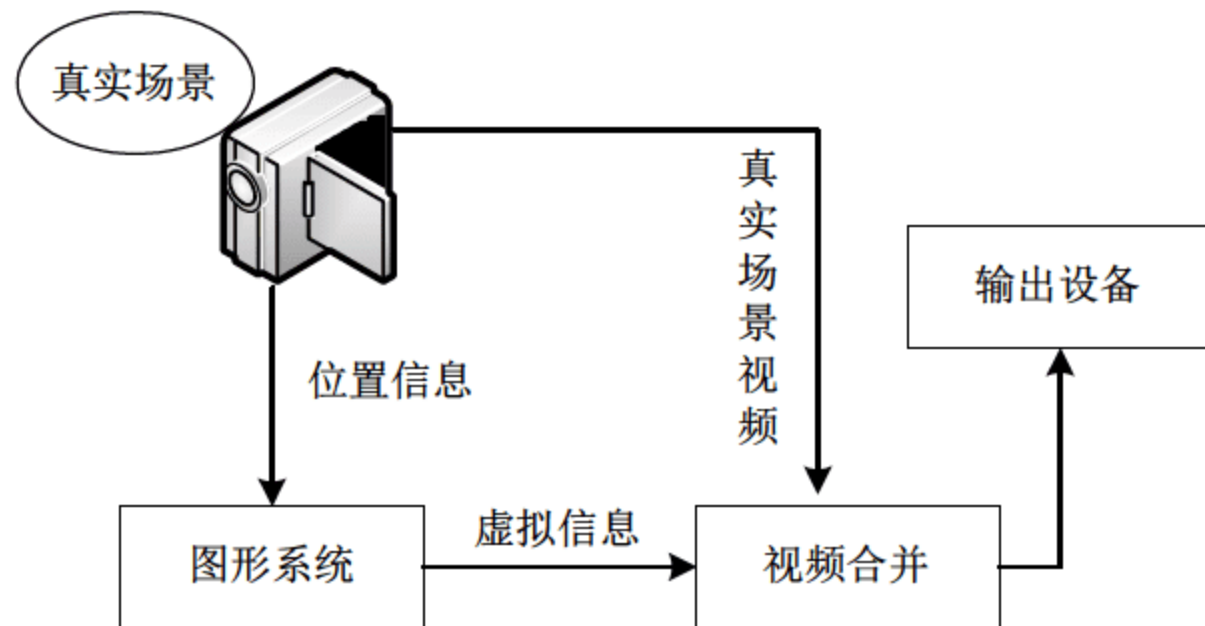 真实场景
真实场景视频
输出设备
位置信息
虚拟信息
图形系统
视频合并